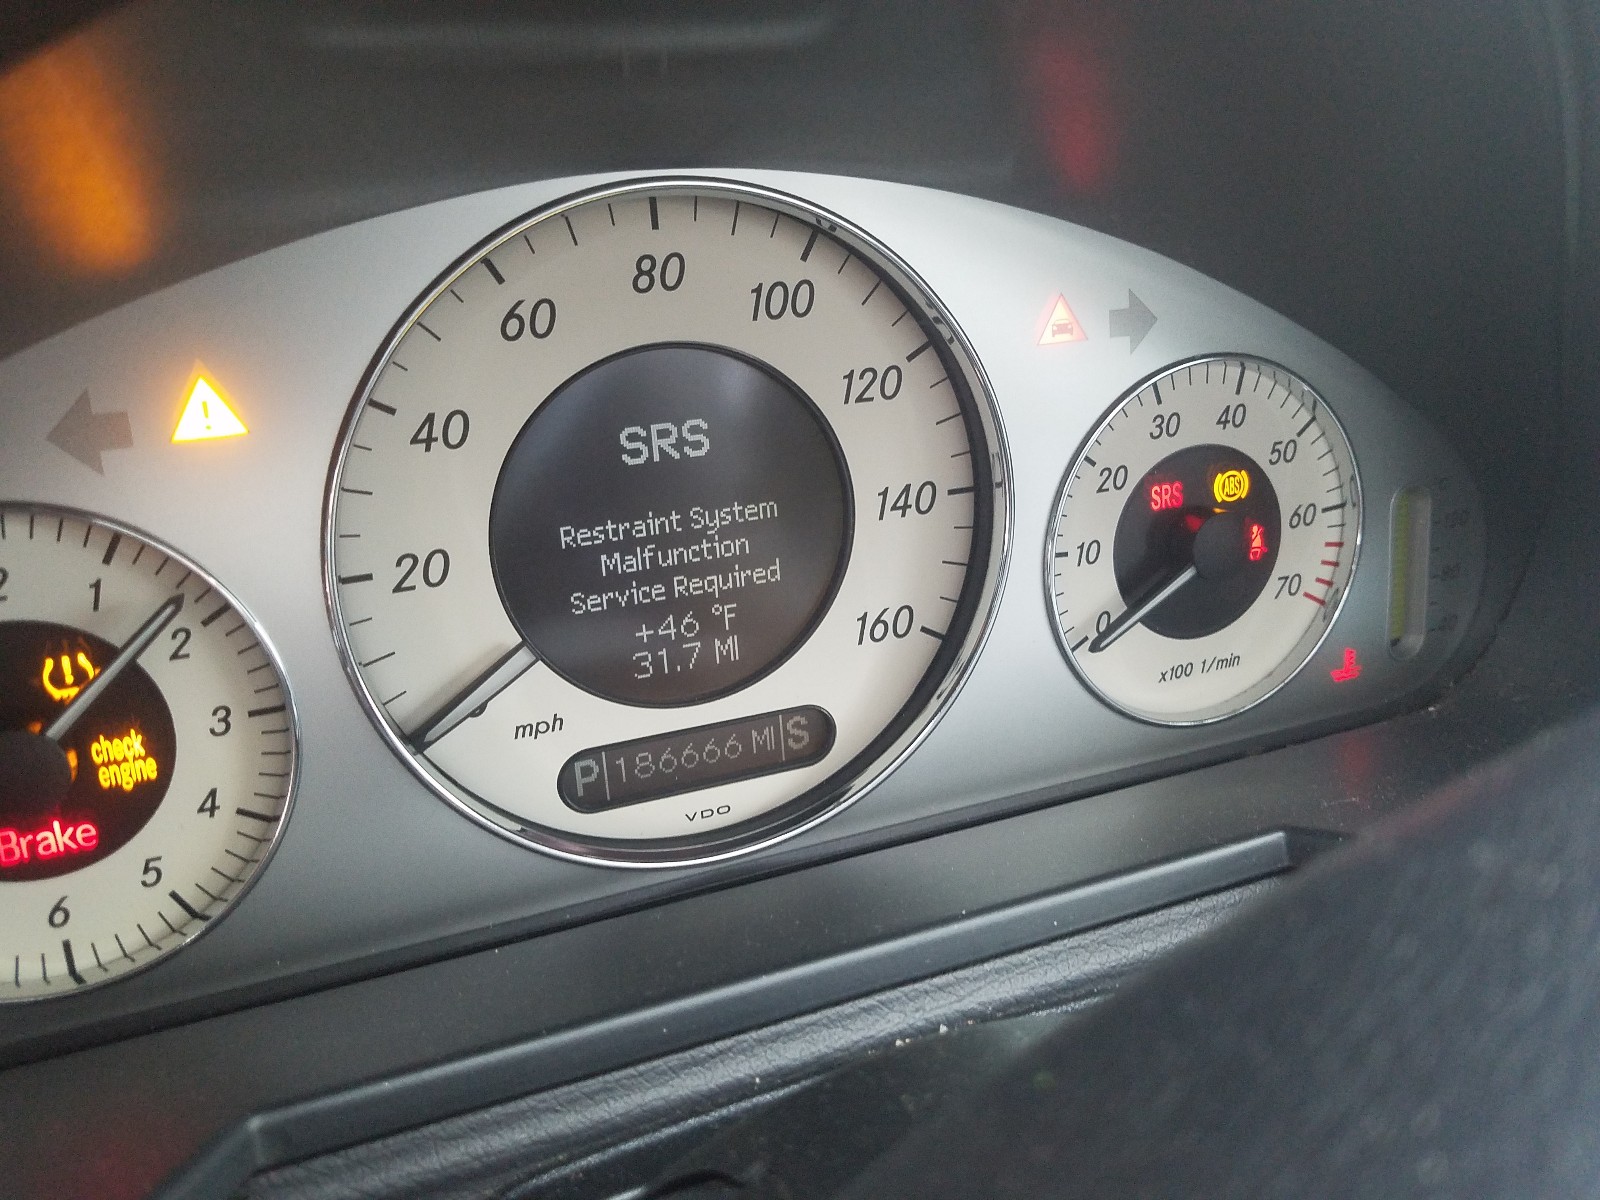 SRS
Restraint System
Malfunction
Service Required
+46 °F
31.7 MI
20
40
60
80
100
120
140
160
mph
P 186666 MI S
VDO
1
2
3
4
5
6
1
2
check
engine
Brake
0
10
20
30
40
50
60
70
SRS
ABS
x100 1/min